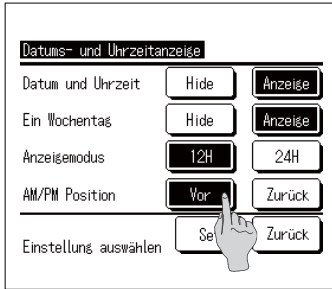 Datums- und Uhrzeitanzeige
Datum und Uhrzeit Hide Anzeige
Ein Wochentag Hide Anzeige
Anzeigemodus 12H 24H
AM/PM Position Vor Zurück
Einstellung auswählen Se Zurück